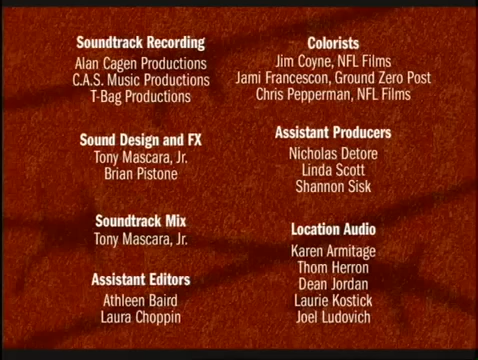 Soundtrack Recording
Alan Cagen Productions
C.A.S. Music Productions
T-Bag Productions
Sound Design and FX
Tony Mascara, Jr.
Brian Pistone
Soundtrack Mix
Tony Mascara, Jr.
Assistant Editors
Athleen Baird
Laura Choppin
Colorists
Jim Coyne, NFL Films
Jami Francescon, Ground Zero Post
Chris Pepperman, NFL Films
Assistant Producers
Nicholas Detore
Linda Scott
Shannon Sisk
Location Audio
Karen Armitage
Thom Herron
Dean Jordan
Laurie Kostick
Joel Ludovich